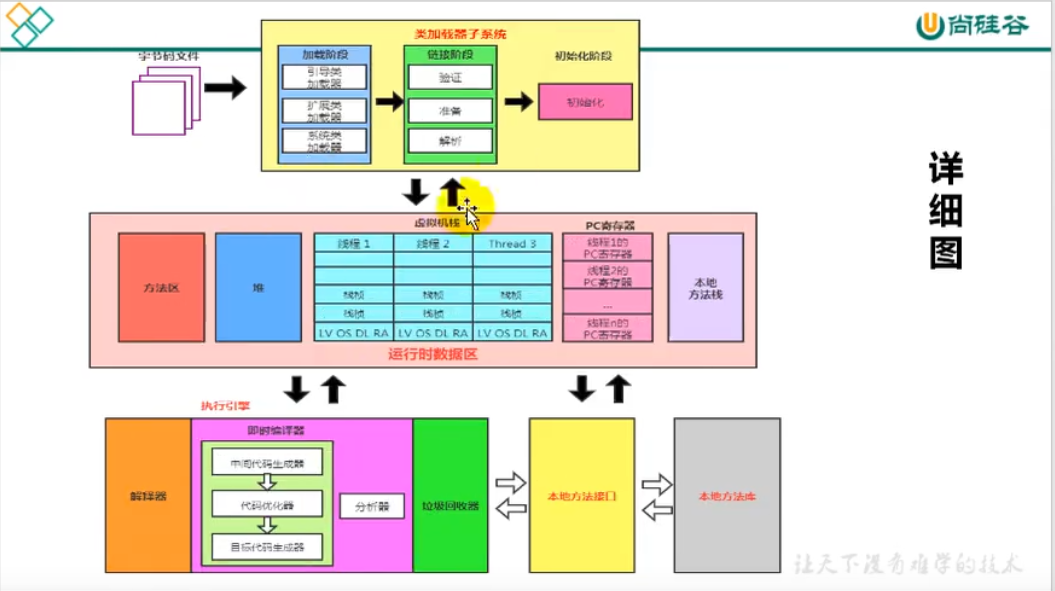 尚硅谷
字节码文件
类加载器子系统
加载阶段
引导类
加载器
扩展类
加载器
系统类
加载器
链接阶段
验证
准备
解析
初始化阶段
初始化
详
细
图
方法区
堆
虚拟机栈
线程 1
线程 2
Thread 3
栈桢
栈桢
栈桢
栈桢
栈桢
栈桢
LV OS DL RA
LV OS DL RA
LV OS DL RA
PC寄存器
线程1的
PC寄存器
线程2的
PC寄存器
...
线程n的
PC寄存器
本地
方法栈
运行时数据区
执行引擎
解释器
即时编译器
中间代码生成器
代码优化器
目标代码生成器
分析器
垃圾回收器
本地方法接口
本地方法库
让天下没有难学的技术